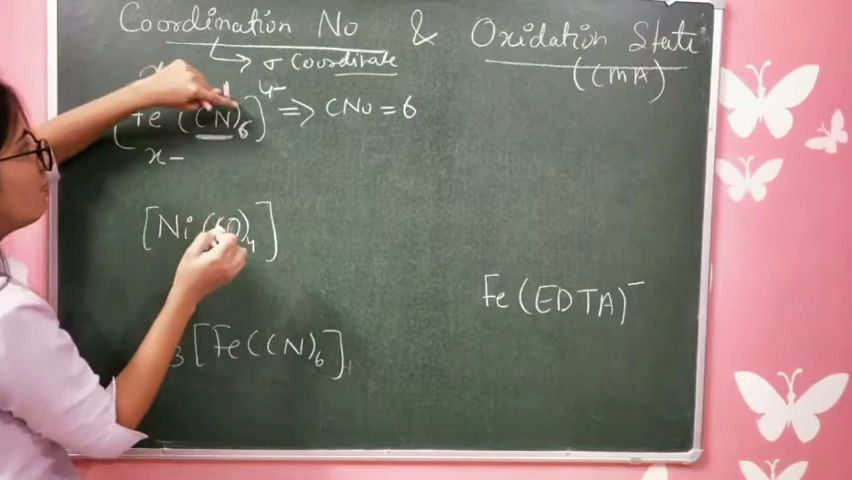 Coordination No & Oxidation State
→ σ Coordinate (CMA)
[Fe (CN)6]4- ⇒ CNo = 6
x-
[Ni (CO)4]
Fe (EDTA)-
3 [Fe(CN)6]